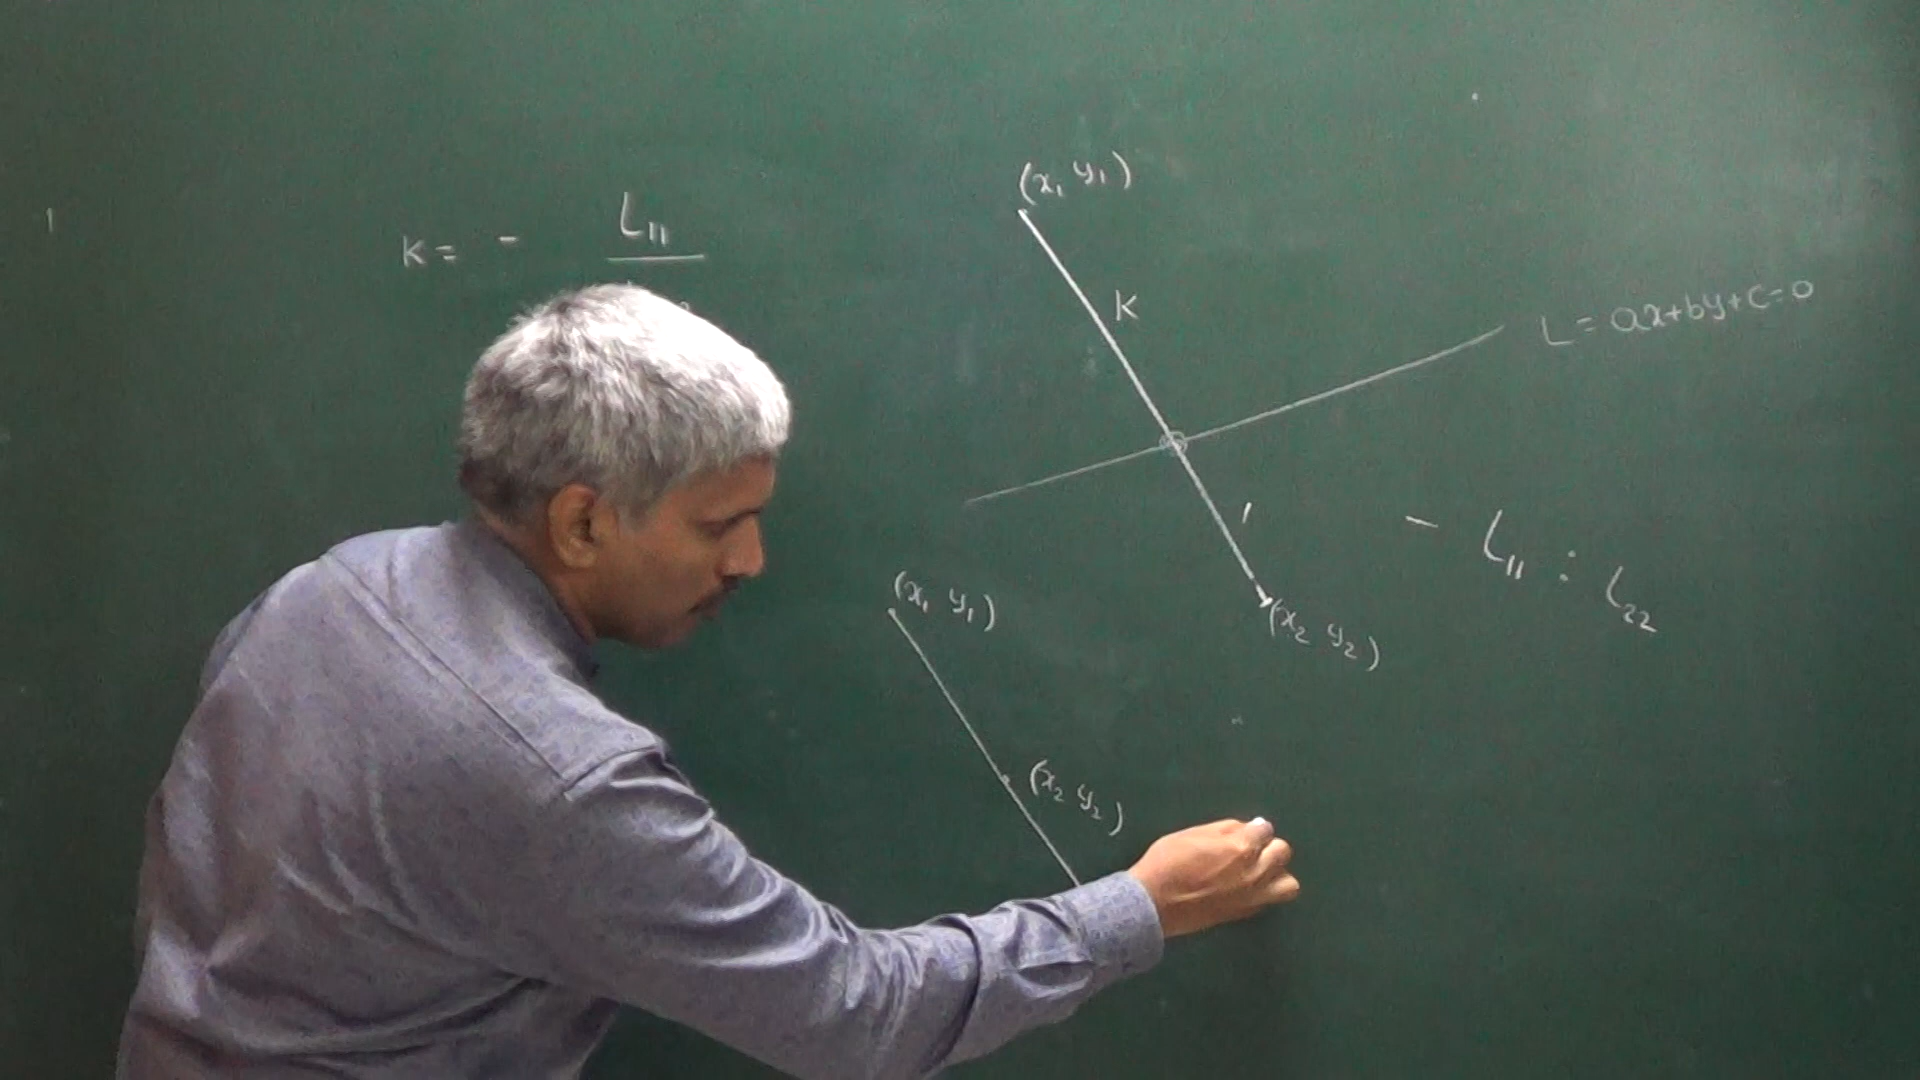 K = - L11
(x1 y1)
K
L = ax+by+c=0
1
(x2 y2)
- L11 : L22
(x1 y1)
(x2 y2)